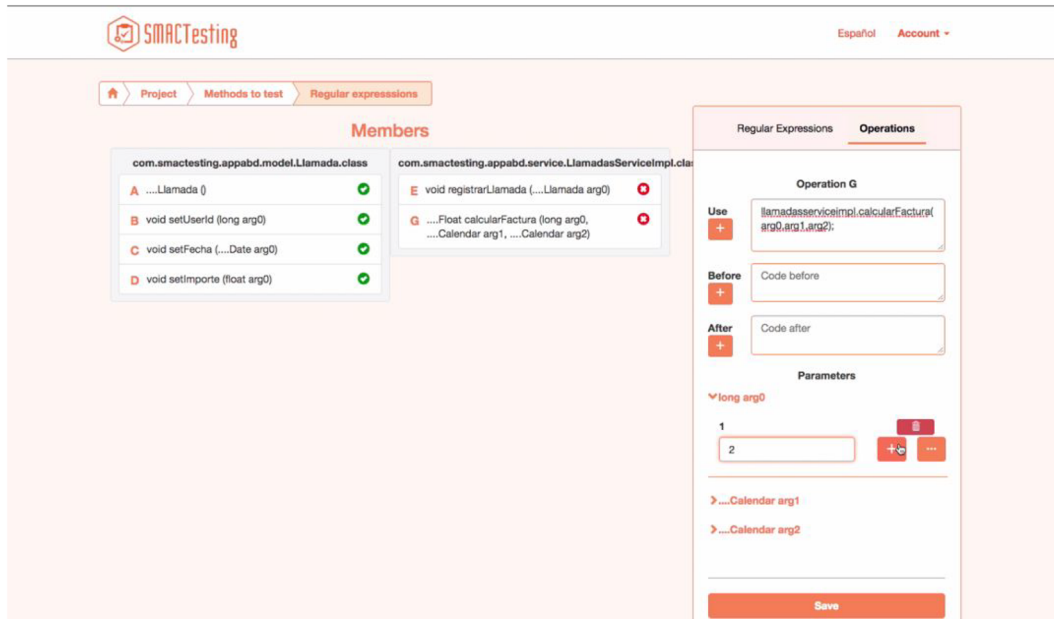 SMACTesting
Español Account
Project Methods to test Regular expresssions
Members
com.smactesting.appabd.model.Llamada.class
A ....Llamada ()
B void setUserId (long arg0)
C void setFecha (....Date arg0)
D void setImporte (float arg0)
com.smactesting.appabd.service.LlamadasServiceImpl.cla
E void registrarLlamada (....Llamada arg0)
G ....Float calcularFactura (long arg0,
....Calendar arg1, ....Calendar arg2)
Regular Expressions Operations
Operation G
Use
llamadasserviceimpl.calcularFactura(
arg0,arg1,arg2);
Before
Code before
After
Code after
Parameters
long arg0
1
2
....Calendar arg1
....Calendar arg2
Save